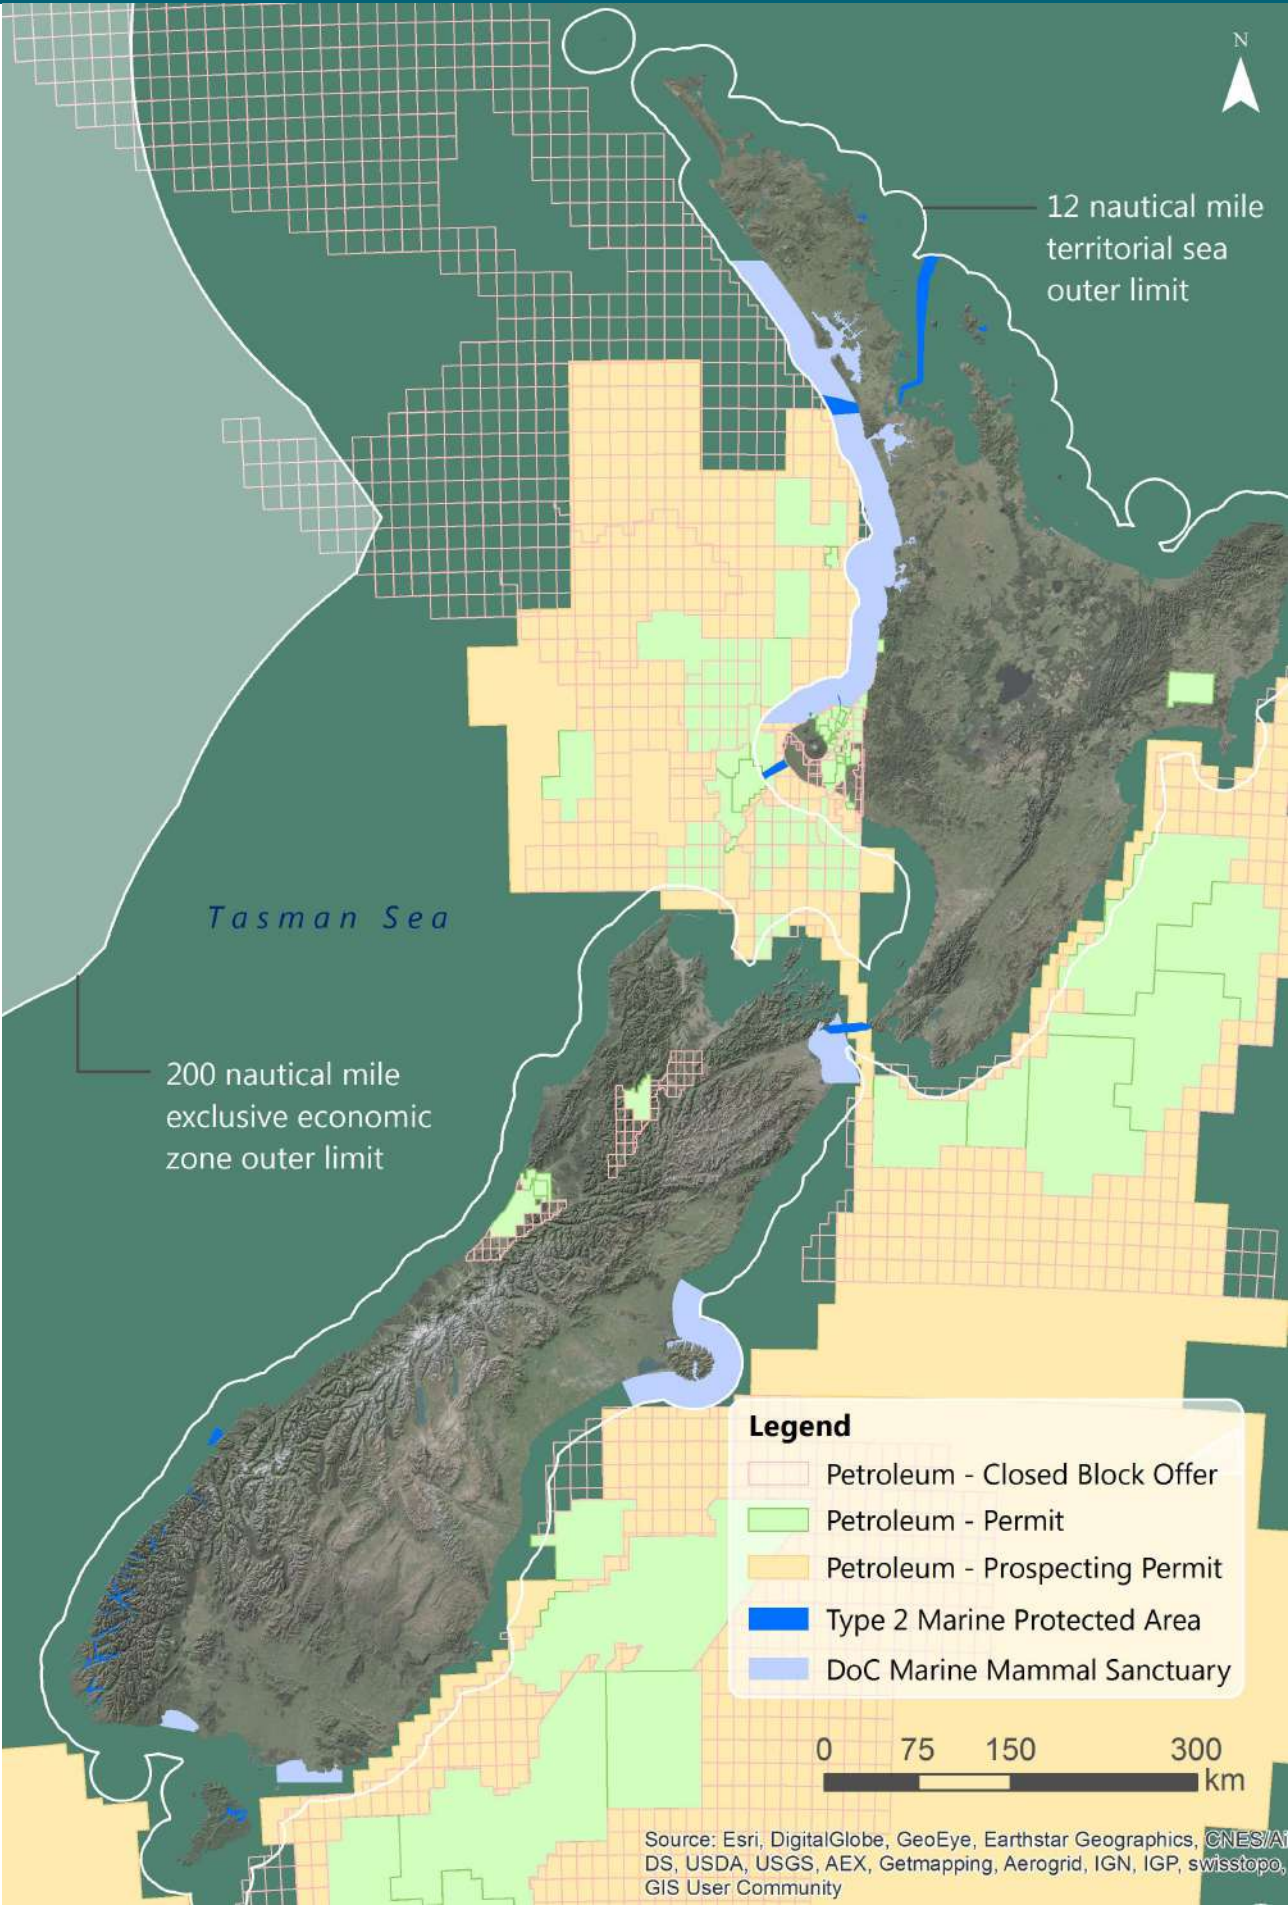 N
12 nautical mile
territorial sea
outer limit
Tasman Sea
200 nautical mile
exclusive economic
zone outer limit
Legend
Petroleum - Closed Block Offer
Petroleum - Permit
Petroleum - Prospecting Permit
Type 2 Marine Protected Area
DoC Marine Mammal Sanctuary
0 75 150 300
km
Source: Esri, DigitalGlobe, GeoEye, Earthstar Geographics, CNES/Ai
DS, USDA, USGS, AEX, Getmapping, Aerogrid, IGN, IGP, swisstopo,
GIS User Community